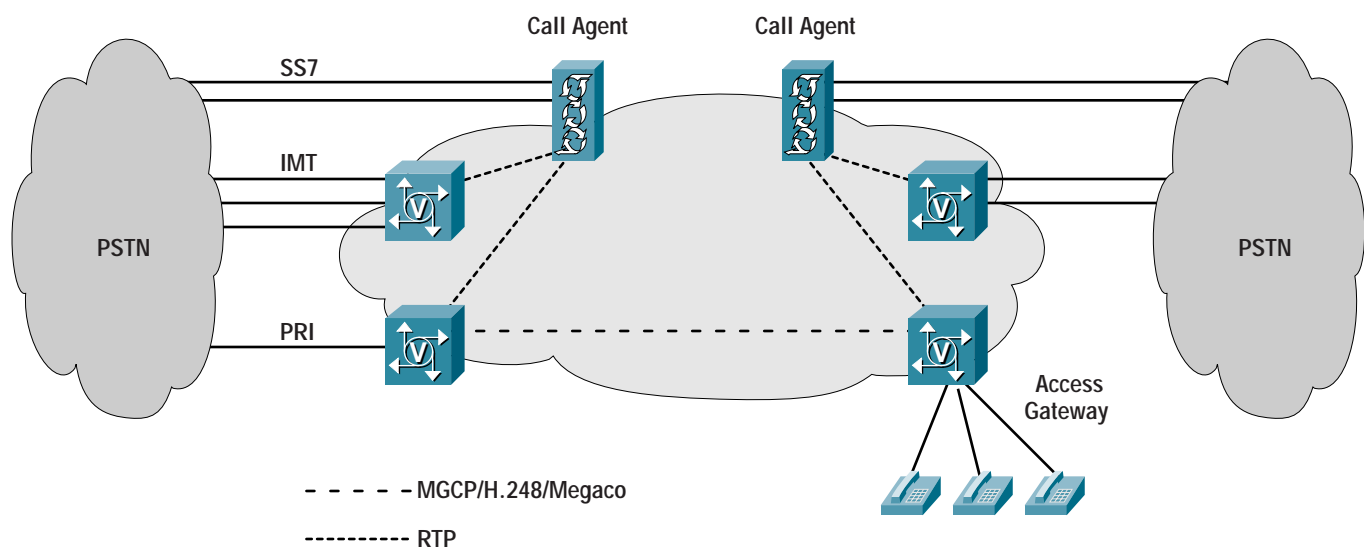 Call Agent
Call Agent
SS7
IMT
PSTN
PSTN
V
V
PRI
V
V
Access
Gateway
MGCP/H.248/Megaco
RTP